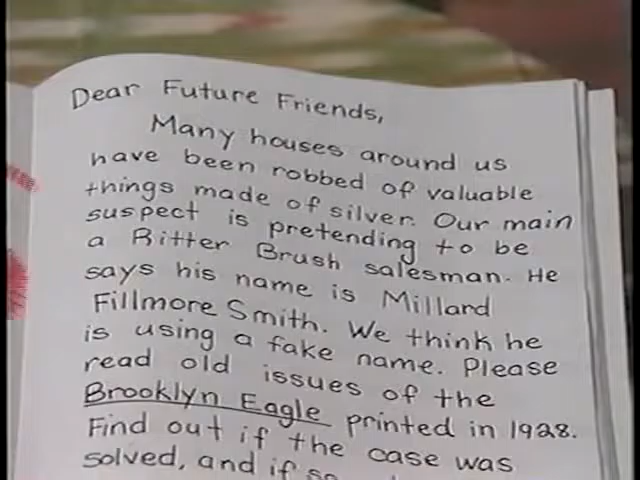 Dear Future Friends,
Many houses around us
have been robbed of valuable
things made of silver. Our main
suspect is pretending to be
a Ritter Brush salesman. He
says his name is Millard
Fillmore Smith. We think he
is using a fake name. Please
read old issues of the
Brooklyn Eagle printed in 1928.
Find out if the case was
solved, and if so